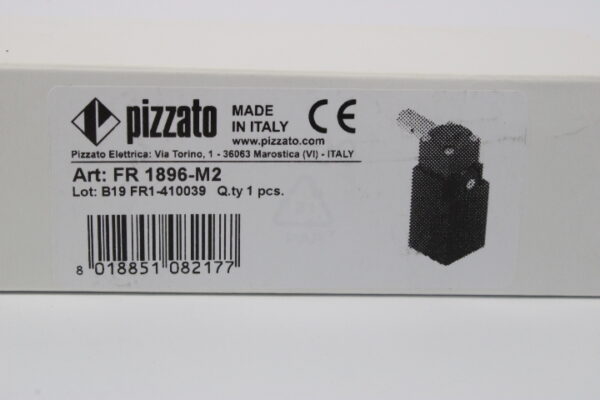 pizzato
MADE
IN ITALY
www.pizzato.com
CE
Pizzato Elettrica: Via Torino, 1 - 36063 Marostica (VI) - ITALY
Art: FR 1896-M2
Lot: B19 FR1-410039 Q.ty 1 pcs.
8 018851 082177